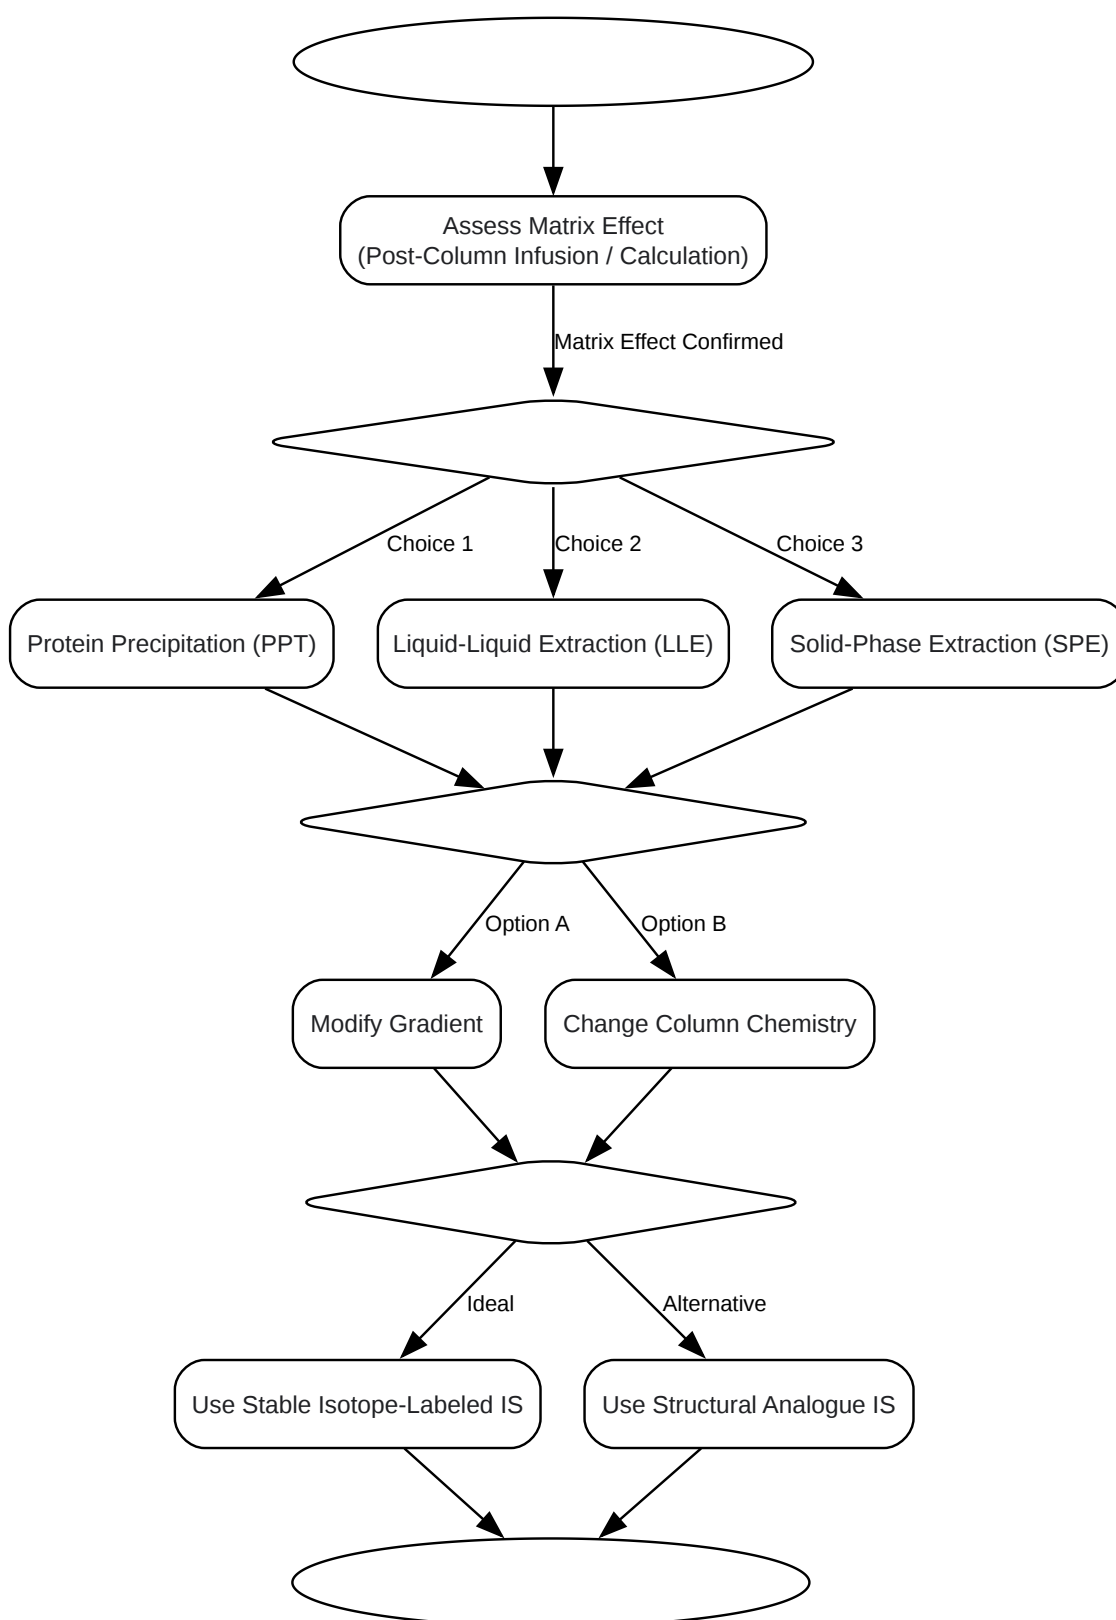 Assess Matrix Effect
(Post-Column Infusion / Calculation)
Matrix Effect Confirmed
Choice 1
Choice 2
Choice 3
Protein Precipitation (PPT)
Liquid-Liquid Extraction (LLE)
Solid-Phase Extraction (SPE)
Option A
Option B
Modify Gradient
Change Column Chemistry
Ideal
Alternative
Use Stable Isotope-Labeled IS
Use Structural Analogue IS